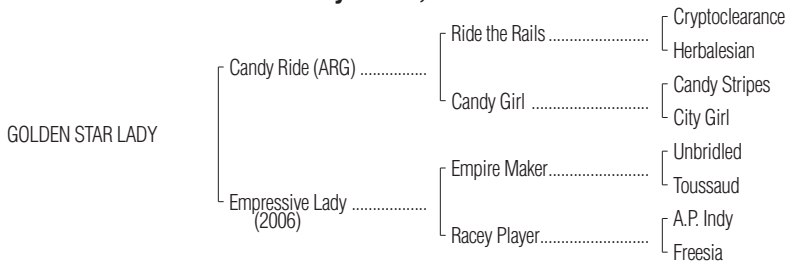 Cryptoclearance
Ride the Rails
Herbalesian
Candy Ride (ARG)
Candy Stripes
Candy Girl
City Girl
GOLDEN STAR LADY
Unbridled
Empire Maker
Toussaud
Empressive Lady
(2006)
A.P. Indy
Racey Player
Freesia